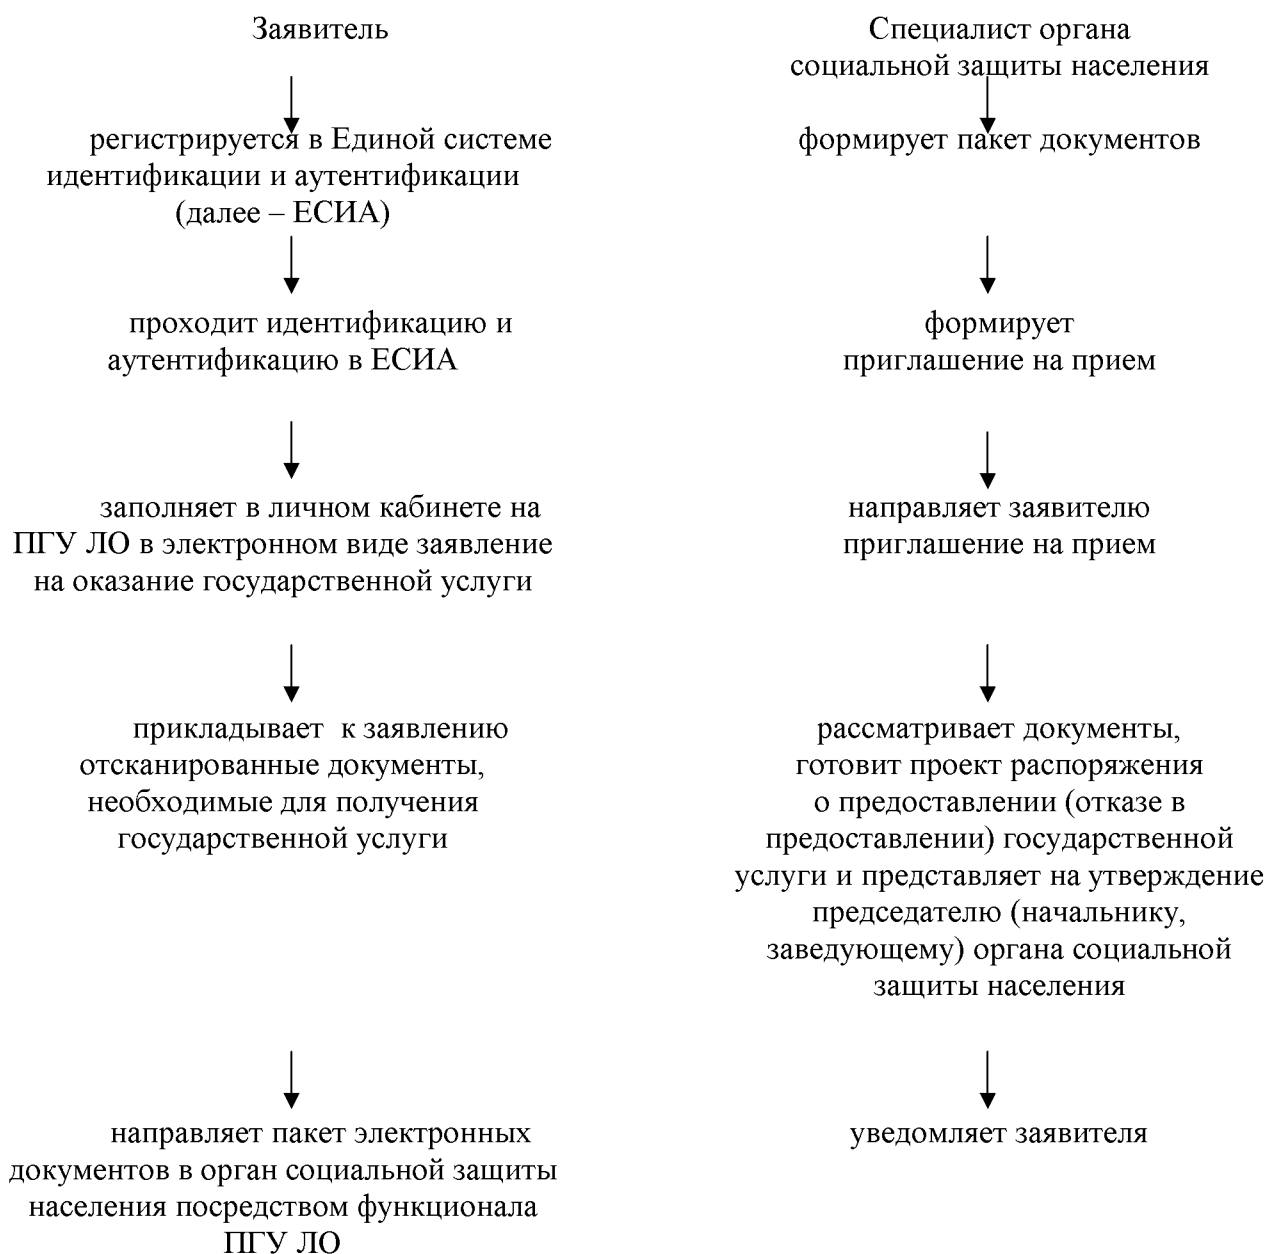 Заявитель
регистрируется в Единой системе
идентификации и аутентификации
(далее – ЕСИА)
проходит идентификацию и
аутентификацию в ЕСИА
заполняет в личном кабинете на
ПГУ ЛО в электронном виде заявление
на оказание государственной услуги
прикладывает к заявлению
отсканированные документы,
необходимые для получения
государственной услуги
направляет пакет электронных
документов в орган социальной защиты
населения посредством функционала
ПГУ ЛО
Специалист органа
социальной защиты населения
формирует пакет документов
формирует
приглашение на прием
направляет заявителю
приглашение на прием
рассматривает документы,
готовит проект распоряжения
о предоставлении (отказе в
предоставлении) государственной
услуги и представляет на утверждение
председателю (начальнику,
заведующему) органа социальной
защиты населения
уведомляет заявителя